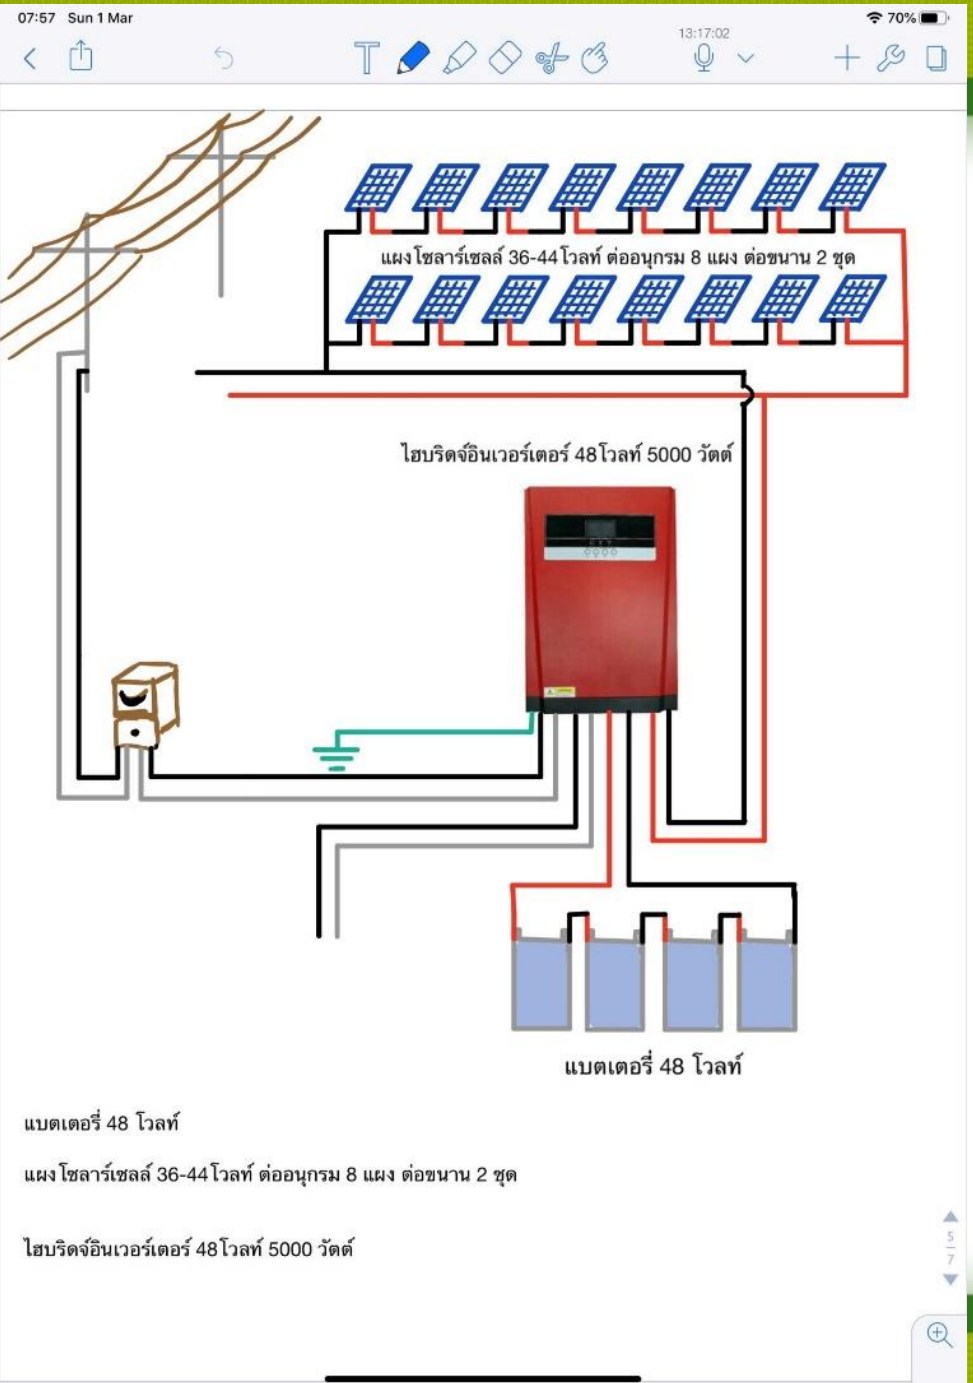 07:57 Sun 1 Mar
70%
13:17:02
แผงโซลาร์เซลล์ 36-44โวลท์ ต่ออนุกรม 8 แผง ต่อขนาน 2 ชุด
ไฮบริดจ์อินเวอร์เตอร์ 48โวลท์ 5000 วัตต์
แบตเตอรี่ 48 โวลท์
แบตเตอรี่ 48 โวลท์
แผงโซลาร์เซลล์ 36-44โวลท์ ต่ออนุกรม 8 แผง ต่อขนาน 2 ชุด
ไฮบริดจ์อินเวอร์เตอร์ 48โวลท์ 5000 วัตต์
5
7